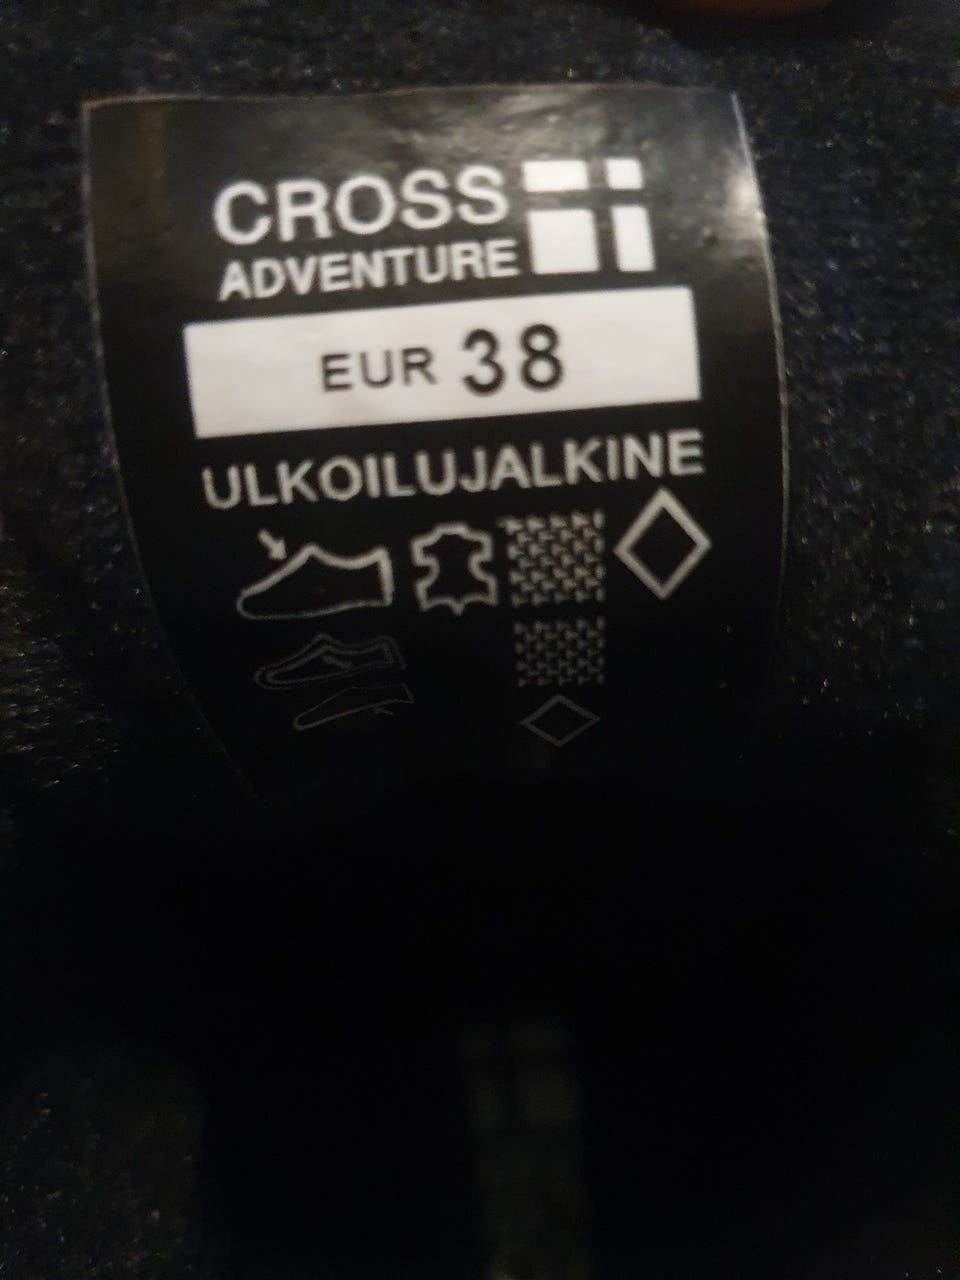 CROSS
ADVENTURE
EUR 38
ULKOILUJALKINE